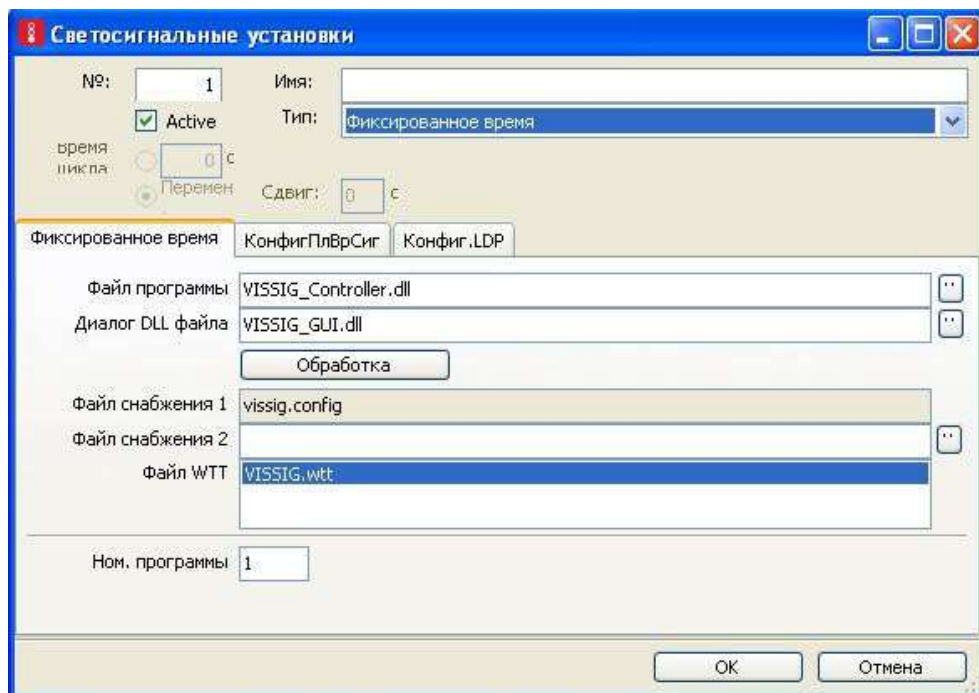 Светосигнальные установки
№: 1 Имя:
Active Тип: Фиксированное время
время цикла 0 с
Перемен Сдвиг: 0 с
Фиксированное время КонфигПлВрСиг Конфиг.LDP
Файл программы VISSIG_Controller.dll
Диалог DLL файла VISSIG_GUI.dll
Обработка
Файл снабжения 1 vissig.config
Файл снабжения 2
Файл WTT VISSIG.wtt
Ном. программы 1
OK Отмена